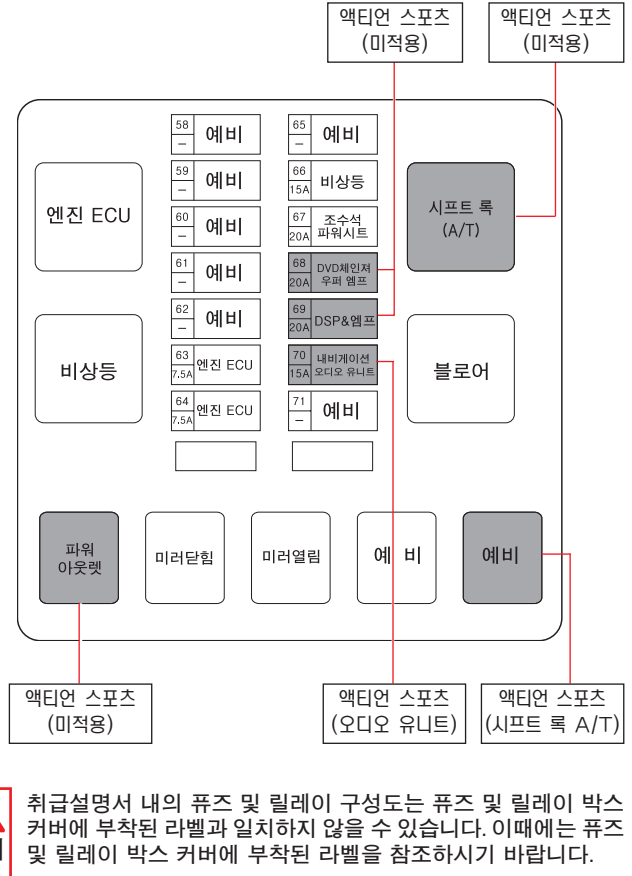 액티언 스포츠
(미적용)
액티언 스포츠
(미적용)
58
–
예비
65
–
예비
59
–
예비
66
15A
비상등
60
–
예비
67
20A
조수석
파워시트
61
–
예비
68
20A
DVD체인져
우퍼 엠프
62
–
예비
69
20A
DSP&엠프
63
7.5A
엔진 ECU
70
15A
내비게이션
오디오 유니트
64
7.5A
엔진 ECU
71
–
예비
엔진 ECU
시프트 록
(A/T)
비상등
블로어
파워
아웃렛
미러닫힘
미러열림
예 비
예비
액티언 스포츠
(미적용)
액티언 스포츠
(오디오 유니트)
액티언 스포츠
(시프트 록 A/T)
취급설명서 내의 퓨즈 및 릴레이 구성도는 퓨즈 및 릴레이 박스
커버에 부착된 라벨과 일치하지 않을 수 있습니다. 이때에는 퓨즈
및 릴레이 박스 커버에 부착된 라벨을 참조하시기 바랍니다.